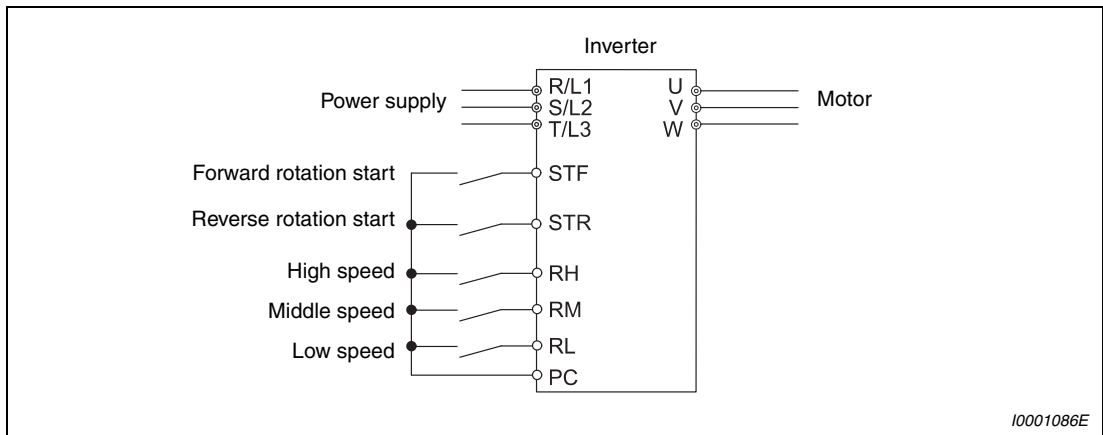 Inverter
Power supply
R/L1
S/L2
T/L3
U
V
W
Motor
Forward rotation start
STF
Reverse rotation start
STR
High speed
RH
Middle speed
RM
Low speed
RL
PC
I0001086E